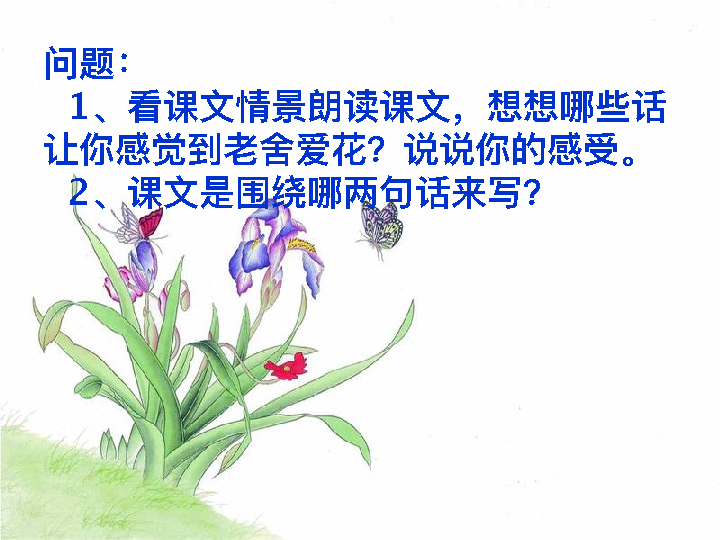 问题：
1、看课文情景朗读课文，想想哪些话
让你感觉到老舍爱花？说说你的感受。
2、课文是围绕哪两句话来写？